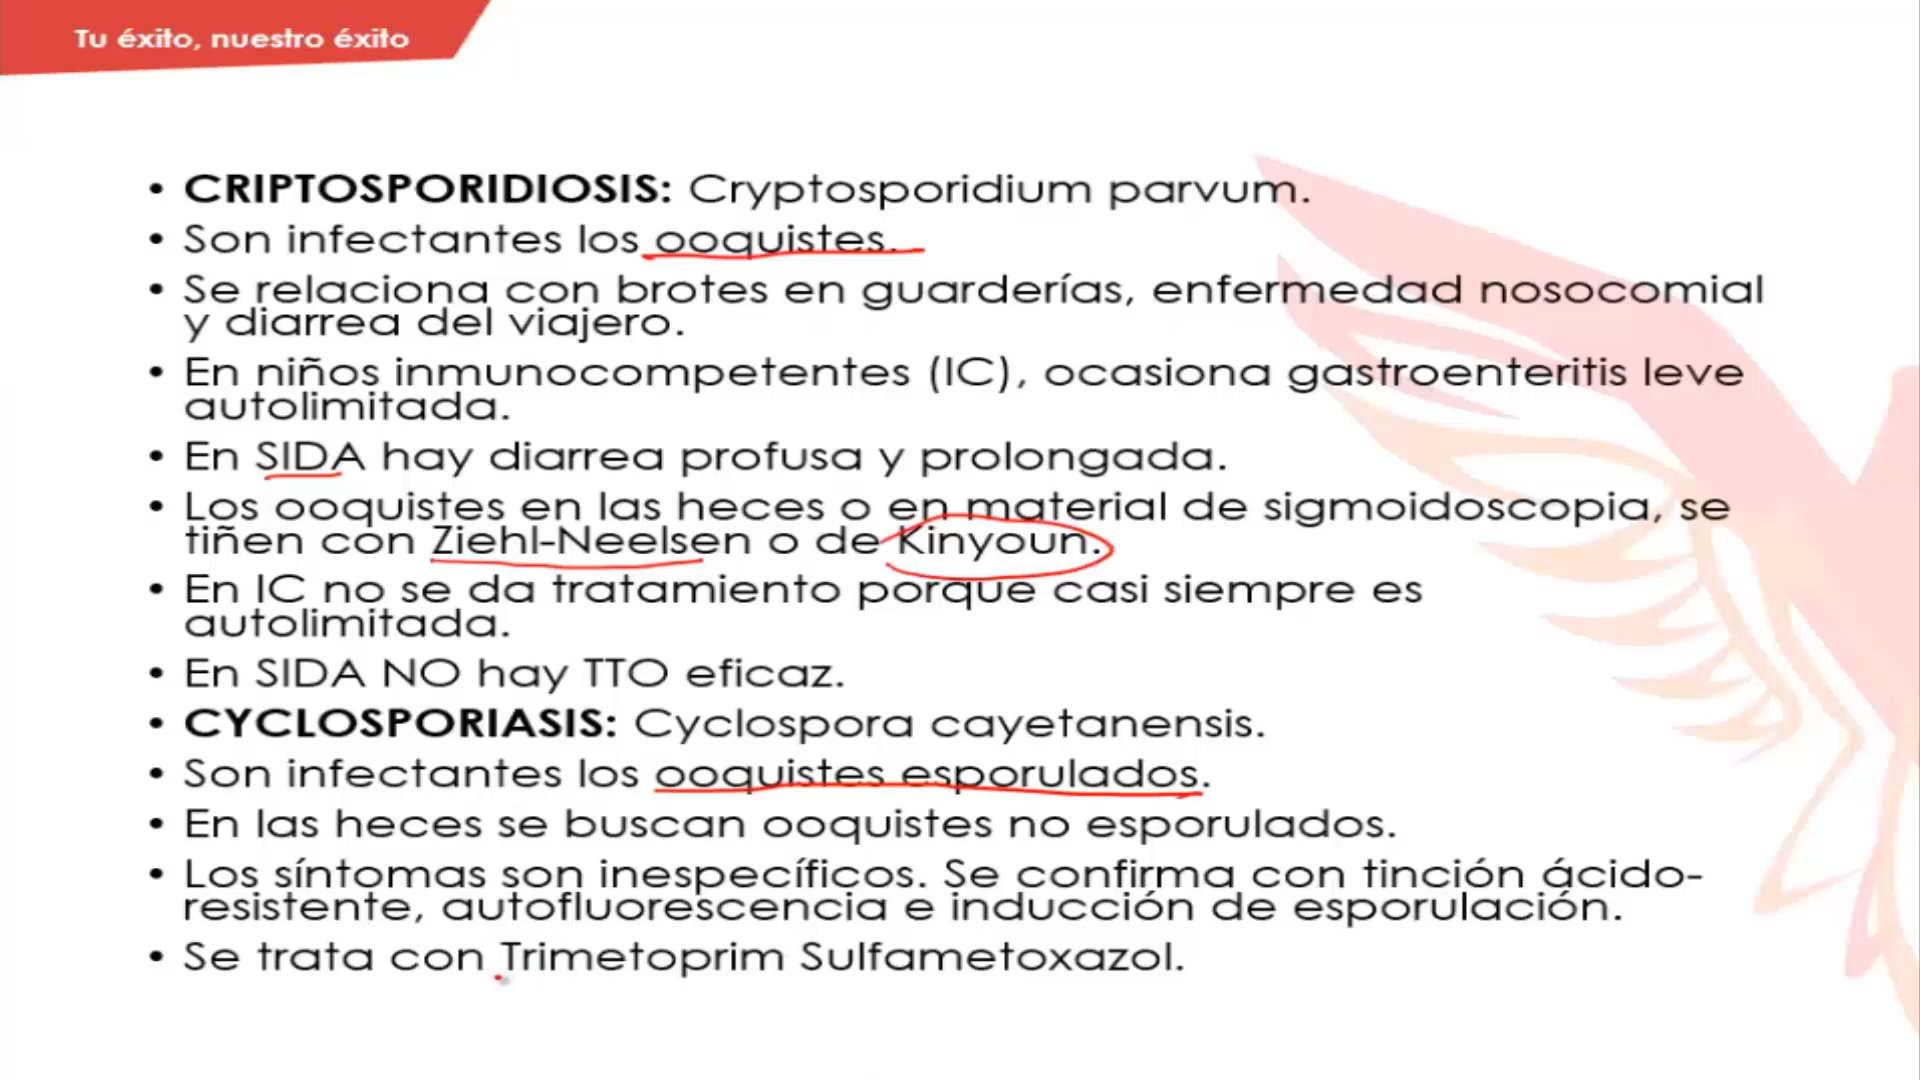 Tu éxito, nuestro éxito
• CRIPTOSPORIDIOSIS: Cryptosporidium parvum.
• Son infectantes los ooquistes.
• Se relaciona con brotes en guarderías, enfermedad nosocomial
y diarrea del viajero.
• En niños inmunocompetentes (IC), ocasiona gastroenteritis leve
autolimitada.
• En SIDA hay diarrea profusa y prolongada.
• Los ooquistes en las heces o en material de sigmoidoscopia, se
tiñen con Ziehl-Neelsen o de Kinyoun.
• En IC no se da tratamiento porque casi siempre es
autolimitada.
• En SIDA NO hay TTO eficaz.
• CYCLOSPORIASIS: Cyclospora cayetanensis.
• Son infectantes los ooquistes esporulados.
• En las heces se buscan ooquistes no esporulados.
• Los síntomas son inespecíficos. Se confirma con tinción ácido-
resistente, autofluorescencia e inducción de esporulación.
• Se trata con Trimetoprim Sulfametoxazol.